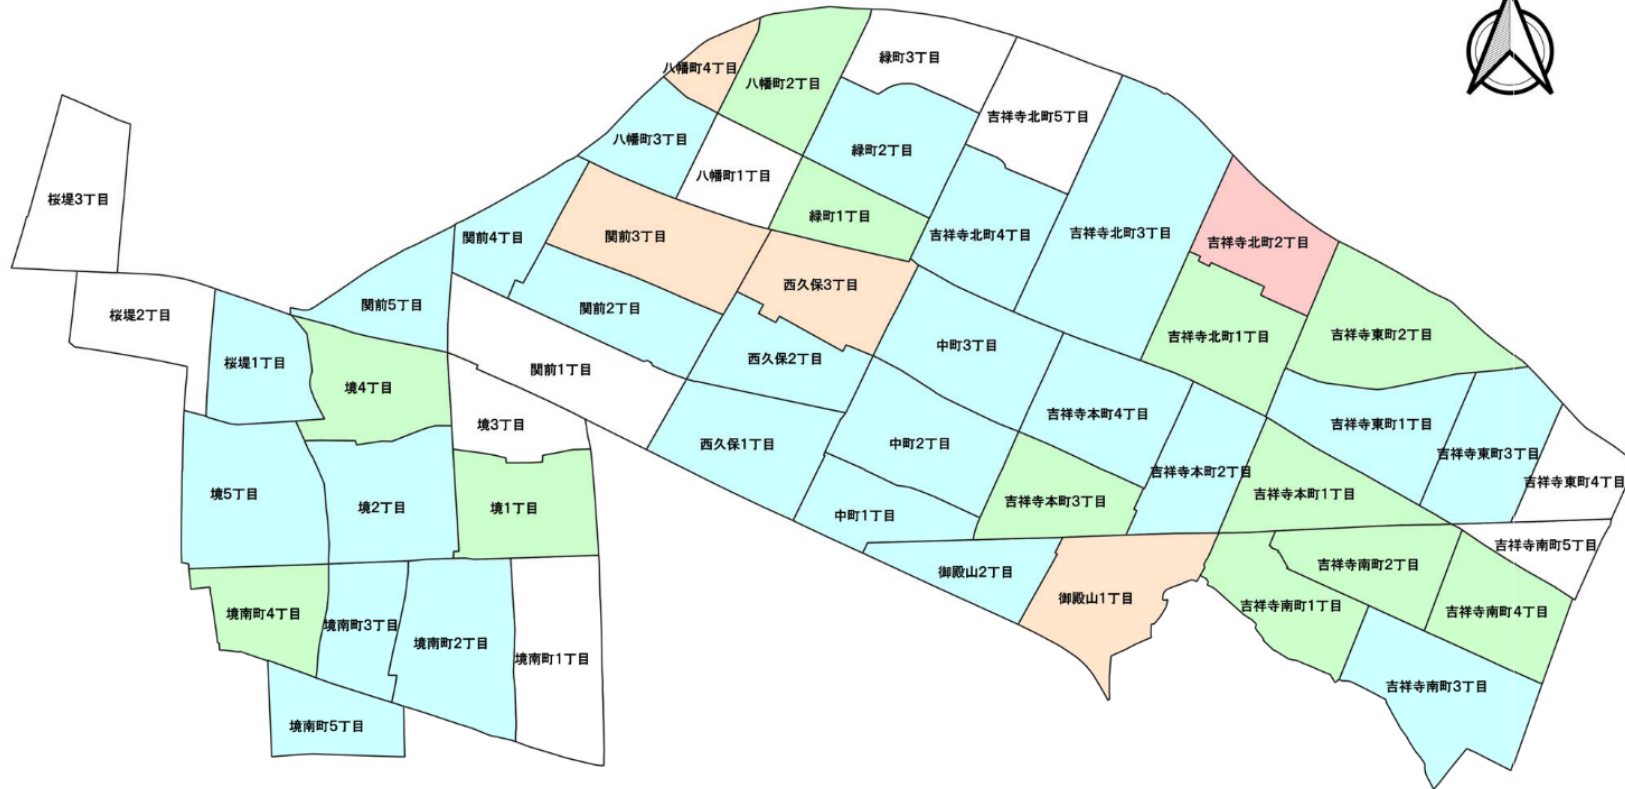 緑町3丁目
八幡町4丁目
八幡町2丁目
吉祥寺北町5丁目
八幡町3丁目
緑町2丁目
八幡町1丁目
桜堤3丁目
緑町1丁目
関前4丁目
関前3丁目
吉祥寺北町4丁目
吉祥寺北町3丁目
吉祥寺北町2丁目
西久保3丁目
関前5丁目
関前2丁目
桜堤2丁目
吉祥寺北町1丁目
吉祥寺東町2丁目
中町3丁目
西久保2丁目
桜堤1丁目
関前1丁目
境4丁目
吉祥寺本町4丁目
境3丁目
吉祥寺東町1丁目
西久保1丁目
中町2丁目
吉祥寺東町3丁目
吉祥寺本町2丁目
吉祥寺東町4丁目
境5丁目
吉祥寺本町1丁目
吉祥寺本町3丁目
境2丁目
境1丁目
中町1丁目
吉祥寺南町5丁目
吉祥寺南町2丁目
御殿山2丁目
御殿山1丁目
吉祥寺南町1丁目
吉祥寺南町4丁目
境南町4丁目
境南町3丁目
境南町2丁目
境南町1丁目
吉祥寺南町3丁目
境南町5丁目